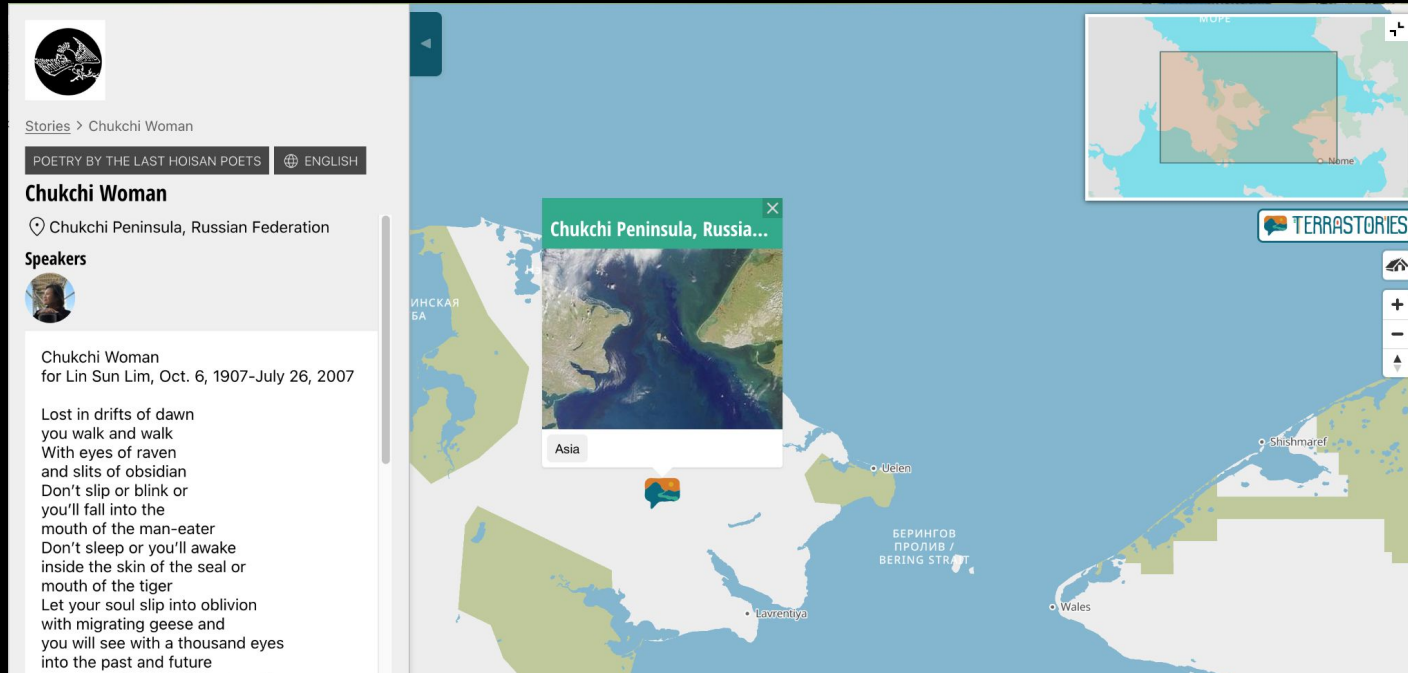 Stories > Chukchi Woman
POETRY BY THE LAST HOISAN POETS
ENGLISH
Chukchi Woman
Chukchi Peninsula, Russian Federation
Speakers
Chukchi Woman
for Lin Sun Lim, Oct. 6, 1907-July 26, 2007
Lost in drifts of dawn
you walk and walk
With eyes of raven
and slits of obsidian
Don't slip or blink or
you'll fall into the
mouth of the man-eater
Don't sleep or you'll awake
inside the skin of the seal or
mouth of the tiger
Let your soul slip into oblivion
with migrating geese and
you will see with a thousand eyes
into the past and future
ИНСКАЯ
БА
Chukchi Peninsula, Russia...
Asia
Uelen
БЕРИНГОВ
ПРОЛИВ /
BERING STRAIT
Lavrentiya
Wales
Shishmaref
МОРЕ
Nome
TERRASTORIES